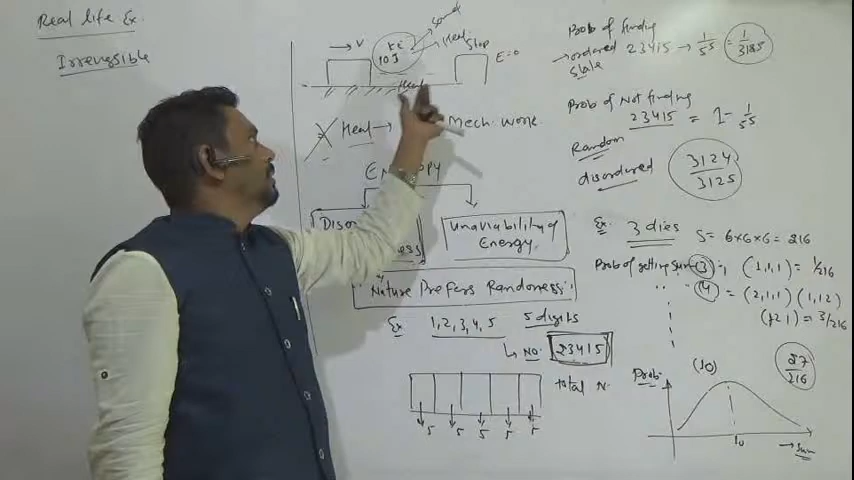 Real life Ex.
Irreversible
→ V
KE
10 J
Sound
Heat
Stop
E=0
Heat
Heat → Mech. work.
Unaviability of
Energy.
Nature Prefers Randomness.
Ex 1,2,3,4,5 5 digits
↳ NO. 23415
total N.
5 5 5 5 5
Prob of finding
→ ordered 23415 → 1/5⁵ = 1/3125
State
Prob of Not finding
23415 = 1 - 1/5⁵
Random
disordered 3124/3125
Ex. 3 dies S = 6×6×6 = 216
Prob of getting Sum (3) (1,1,1) = 1/216
" " (4) = (2,1,1) (1,1,2)
(1,2,1) = 3/216
27/216
Prob. (10)
10 → Sum